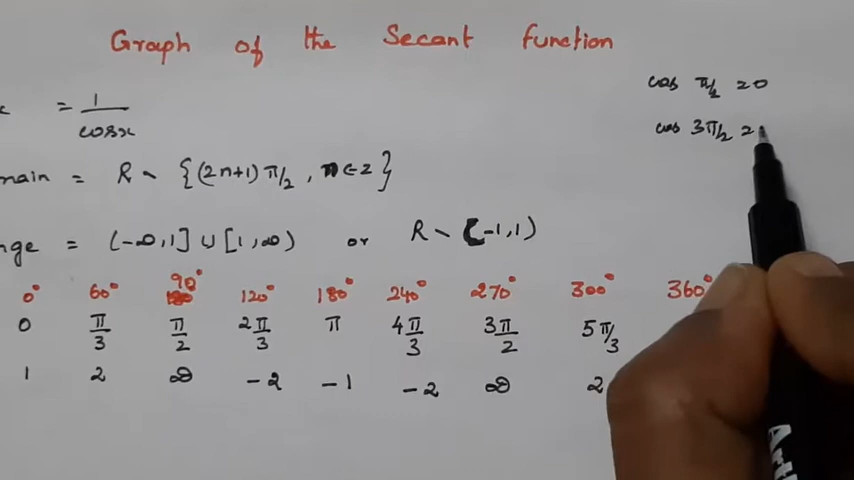 Graph of the Secant function
cos π/2 = 0
= 1/cosx
cos 3π/2 =
main = R ∖ {(2n+1) π/2, n ∈ z}
nge = (-∞,1] ∪ [1,∞) or R ∖ (-1,1)
0° 60° 90° 120° 180° 240° 270° 300° 360°
0 π/3 π/2 2π/3 π 4π/3 3π/2 5π/3
1 2 ∞ -2 -1 -2 ∞ 2